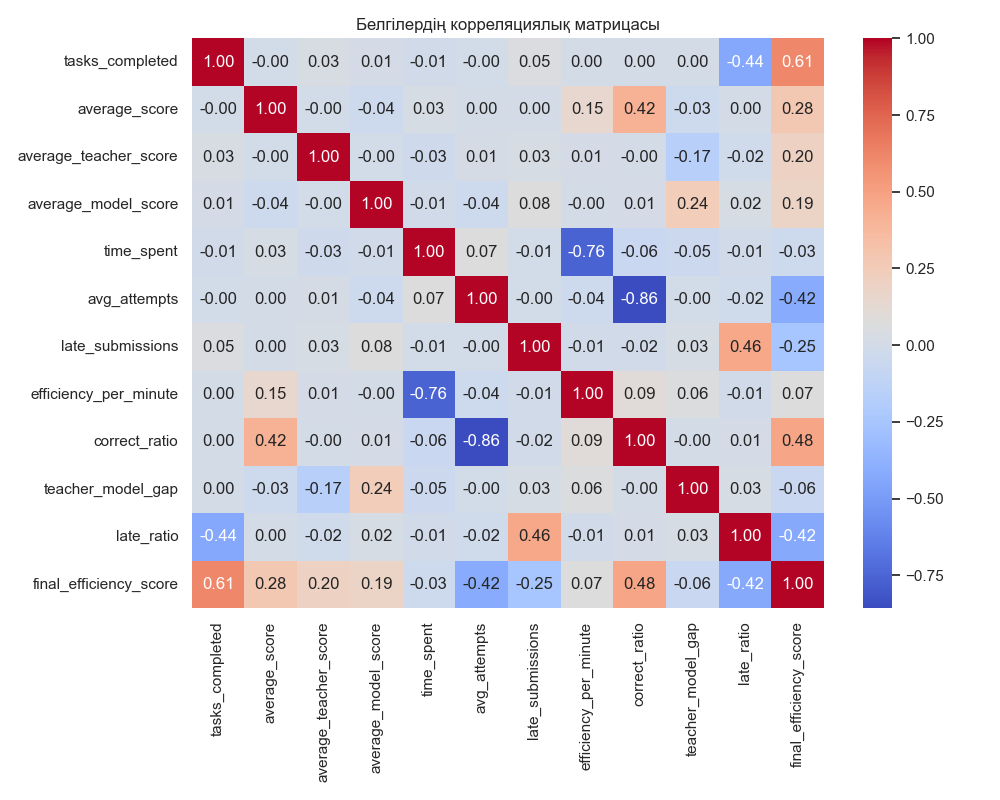 Белгілердің корреляциялық матрицасы
tasks_completed 1.00 -0.00 0.03 0.01 -0.01 -0.00 0.05 0.00 0.00 0.00 -0.44 0.61
average_score -0.00 1.00 -0.00 -0.04 0.03 0.00 0.00 0.15 0.42 -0.03 0.00 0.28
average_teacher_score 0.03 -0.00 1.00 -0.00 -0.03 0.01 0.03 0.01 -0.00 -0.17 -0.02 0.20
average_model_score 0.01 -0.04 -0.00 1.00 -0.01 -0.04 0.08 -0.00 0.01 0.24 0.02 0.19
time_spent -0.01 0.03 -0.03 -0.01 1.00 0.07 -0.01 -0.76 -0.06 -0.05 -0.01 -0.03
avg_attempts -0.00 0.00 0.01 -0.04 0.07 1.00 -0.00 -0.04 -0.86 -0.00 -0.02 -0.42
late_submissions 0.05 0.00 0.03 0.08 -0.01 -0.00 1.00 -0.01 -0.02 0.03 0.46 -0.25
efficiency_per_minute 0.00 0.15 0.01 -0.00 -0.76 -0.04 -0.01 1.00 0.09 0.06 -0.01 0.07
correct_ratio 0.00 0.42 -0.00 0.01 -0.06 -0.86 -0.02 0.09 1.00 -0.00 0.01 0.48
teacher_model_gap 0.00 -0.03 -0.17 0.24 -0.05 -0.00 0.03 0.06 -0.00 1.00 0.03 -0.06
late_ratio -0.44 0.00 -0.02 0.02 -0.01 -0.02 0.46 -0.01 0.01 0.03 1.00 -0.42
final_efficiency_score 0.61 0.28 0.20 0.19 -0.03 -0.42 -0.25 0.07 0.48 -0.06 -0.42 1.00
tasks_completed
average_score
average_teacher_score
average_model_score
time_spent
avg_attempts
late_submissions
efficiency_per_minute
correct_ratio
teacher_model_gap
late_ratio
final_efficiency_score
1.00
0.75
0.50
0.25
0.00
−0.25
−0.50
−0.75